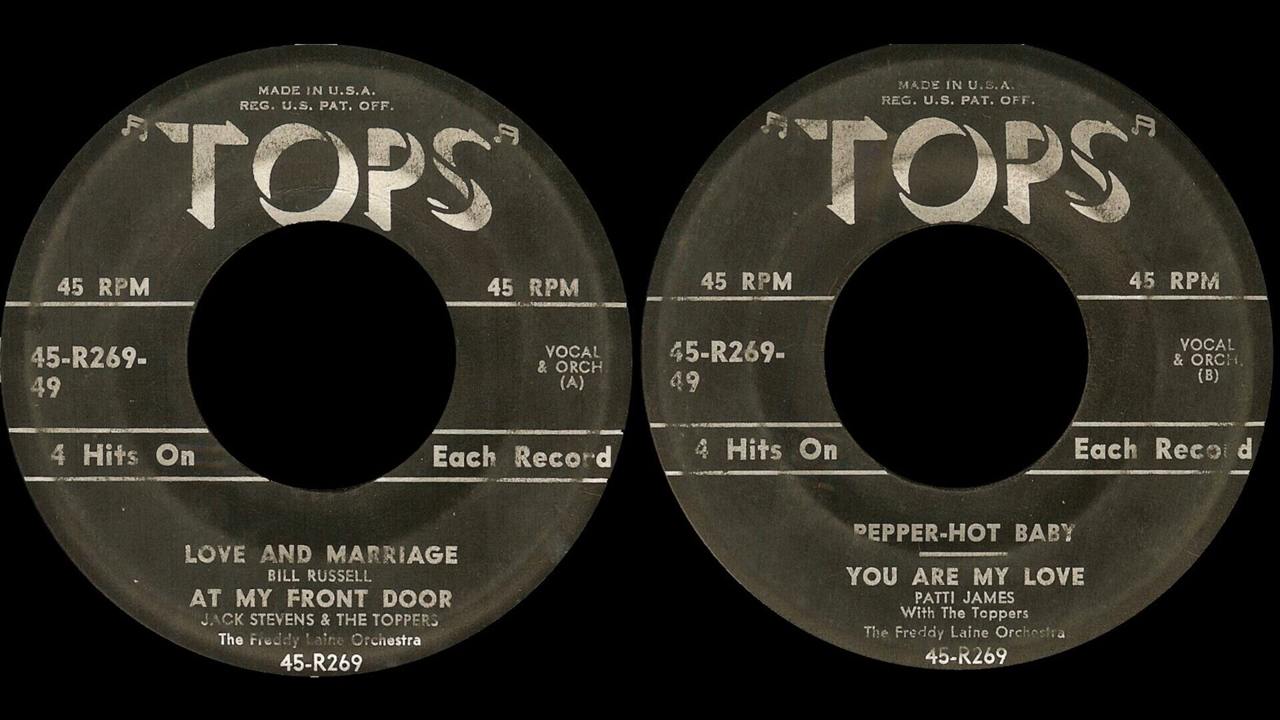 MADE IN U.S.A.
REG. U.S. PAT. OFF.
"TOPS"
45 RPM 45 RPM
45-R269-
49
VOCAL
& ORCH
(A)
4 Hits On Each Record
LOVE AND MARRIAGE
BILL RUSSELL
AT MY FRONT DOOR
JACK STEVENS & THE TOPPERS
The Freddy Laine Orchestra
45-R269
MADE IN U.S.A.
REG. U.S. PAT. OFF.
"TOPS"
45 RPM 45 RPM
45-R269-
49
VOCAL
& ORCH.
(B)
4 Hits On Each Record
PEPPER-HOT BABY
YOU ARE MY LOVE
PATTI JAMES
With The Toppers
The Freddy Laine Orchestra
45-R269